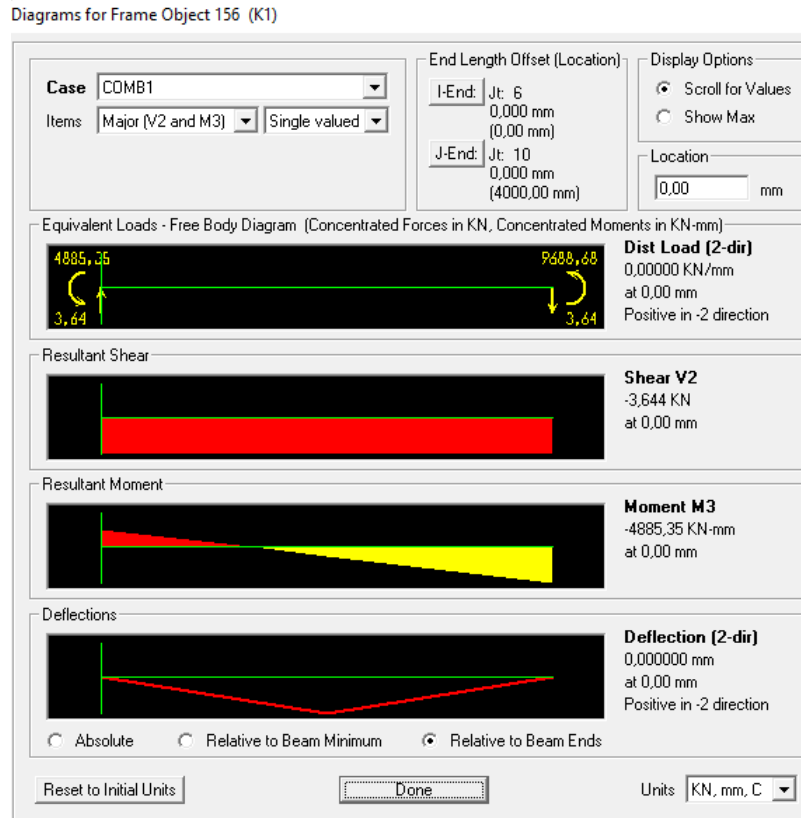 Diagrams for Frame Object 156 (K1)
Case COMB1
Items Major (V2 and M3) Single valued
End Length Offset (Location)
I-End: Jt: 6
0,000 mm
(0,00 mm)
J-End: Jt: 10
0,000 mm
(4000,00 mm)
Display Options
Scroll for Values
Show Max
Location
0,00 mm
Equivalent Loads - Free Body Diagram (Concentrated Forces in KN, Concentrated Moments in KN-mm)
4885,35 9688,68
3,64 3,64
Dist Load (2-dir)
0,00000 KN/mm
at 0,00 mm
Positive in -2 direction
Resultant Shear
Shear V2
-3,644 KN
at 0,00 mm
Resultant Moment
Moment M3
-4885,35 KN-mm
at 0,00 mm
Deflections
Deflection (2-dir)
0,000000 mm
at 0,00 mm
Positive in -2 direction
Absolute Relative to Beam Minimum Relative to Beam Ends
Reset to Initial Units Done Units KN, mm, C